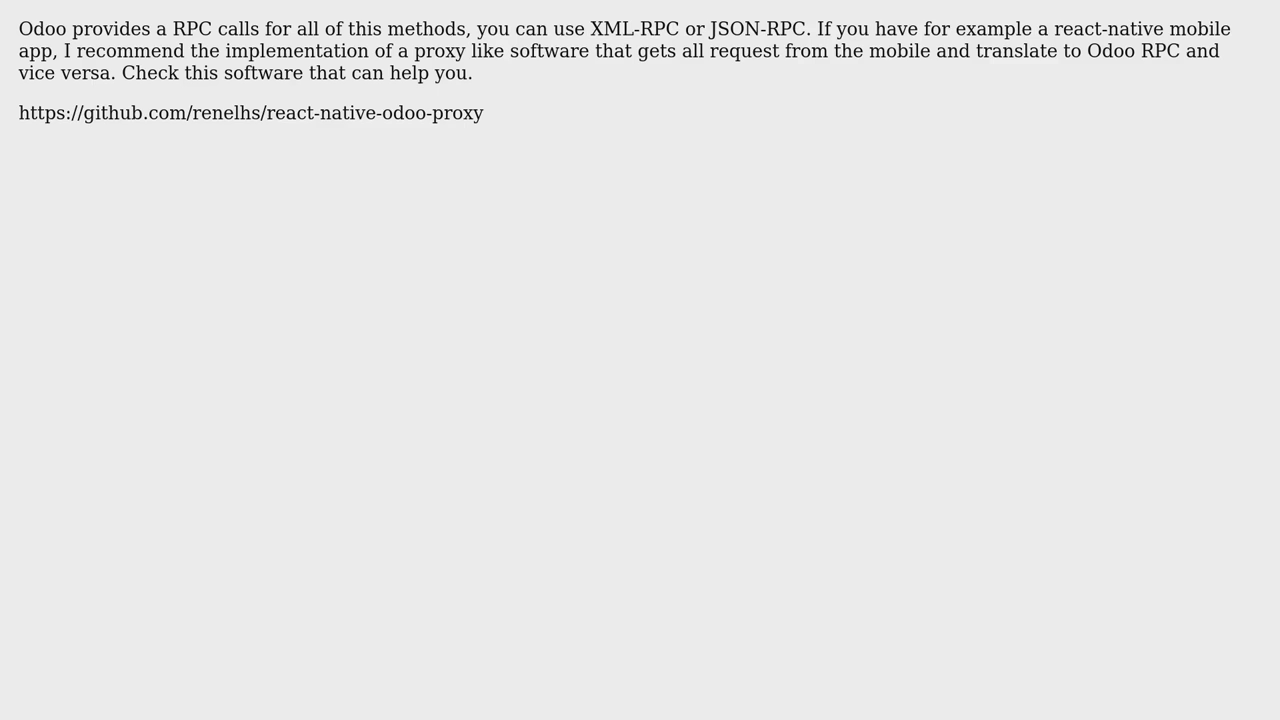 Odoo provides a RPC calls for all of this methods, you can use XML-RPC or JSON-RPC. If you have for example a react-native mobile
app, I recommend the implementation of a proxy like software that gets all request from the mobile and translate to Odoo RPC and
vice versa. Check this software that can help you.
https://github.com/renelhs/react-native-odoo-proxy